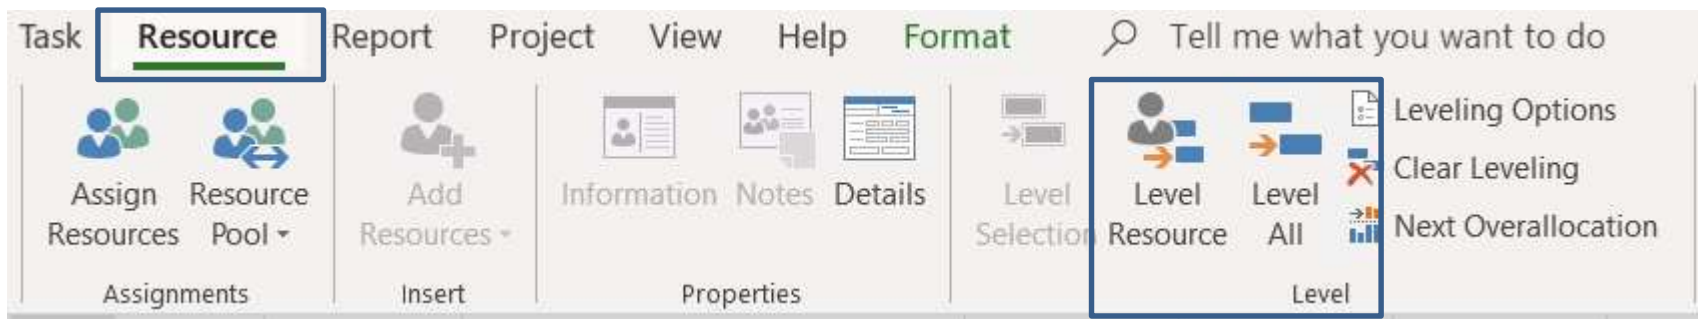 Task Resource Report Project View Help Format Tell me what you want to do
Assign Resources
Resource Pool
Add Resources
Information
Notes
Details
Level Selection
Level Resource
Level All
Leveling Options
Clear Leveling
Next Overallocation
Assignments Insert Properties Level